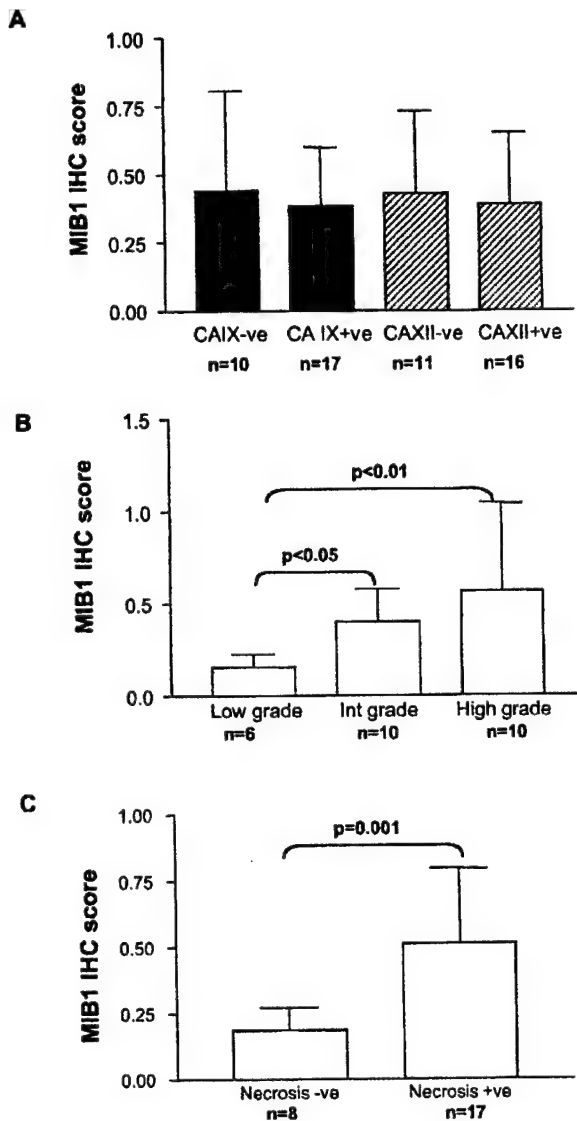 A
1.00
0.75
0.50
0.25
0.00
MIB1 IHC score
CAIX-ve CA IX+ve CAXII-ve CAXII+ve
n=10 n=17 n=11 n=16
B
1.5
1.0
0.5
0.0
MIB1 IHC score
p<0.01
p<0.05
Low grade Int grade High grade
n=6 n=10 n=10
C
1.00
0.75
0.50
0.25
0.00
MIB1 IHC score
p=0.001
Necrosis -ve Necrosis +ve
n=8 n=17